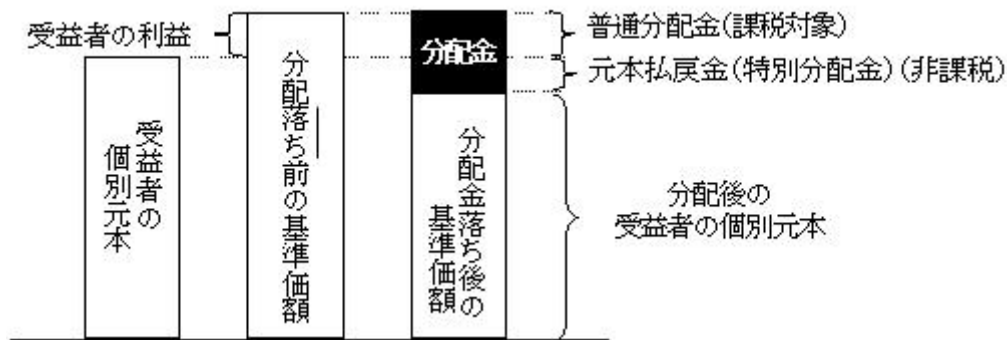 受益者の利益
受益者の
個別元本
分配落ち前の基準価額
分配金
分配金落ち後の
基準価額
普通分配金(課税対象)
元本払戻金(特別分配金)(非課税)
分配後の
受益者の個別元本